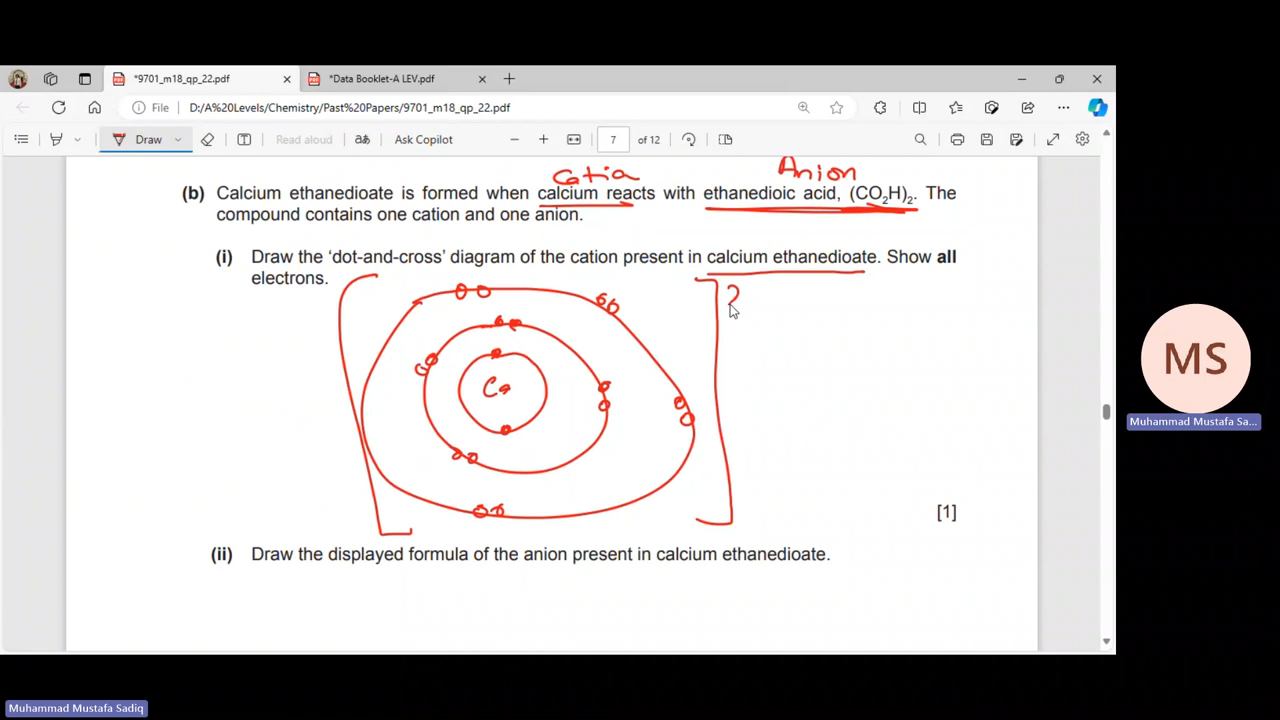 *9701_m18_qp_22.pdf
*Data Booklet-A LEV.pdf
File D:/A%20Levels/Chemistry/Past%20Papers/9701_m18_qp_22.pdf
Draw Read aloud aあ Ask Copilot 7 of 12
Catio Anion
(b) Calcium ethanedioate is formed when calcium reacts with ethanedioic acid, (CO₂H)₂. The
compound contains one cation and one anion.
(i) Draw the ‘dot-and-cross’ diagram of the cation present in calcium ethanedioate. Show all
electrons.
2
Ca
[1]
(ii) Draw the displayed formula of the anion present in calcium ethanedioate.
MS
Muhammad Mustafa Sa...
Muhammad Mustafa Sadiq